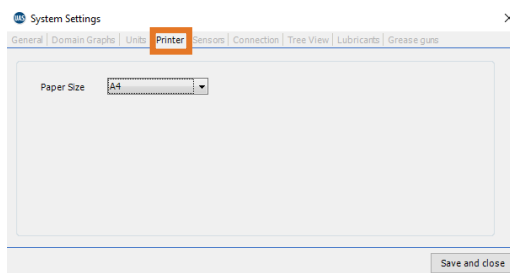 UAS System Settings
General Domain Graphs Units Printer Sensors Connection Tree View Lubricants Grease guns
Paper Size A4
Save and close